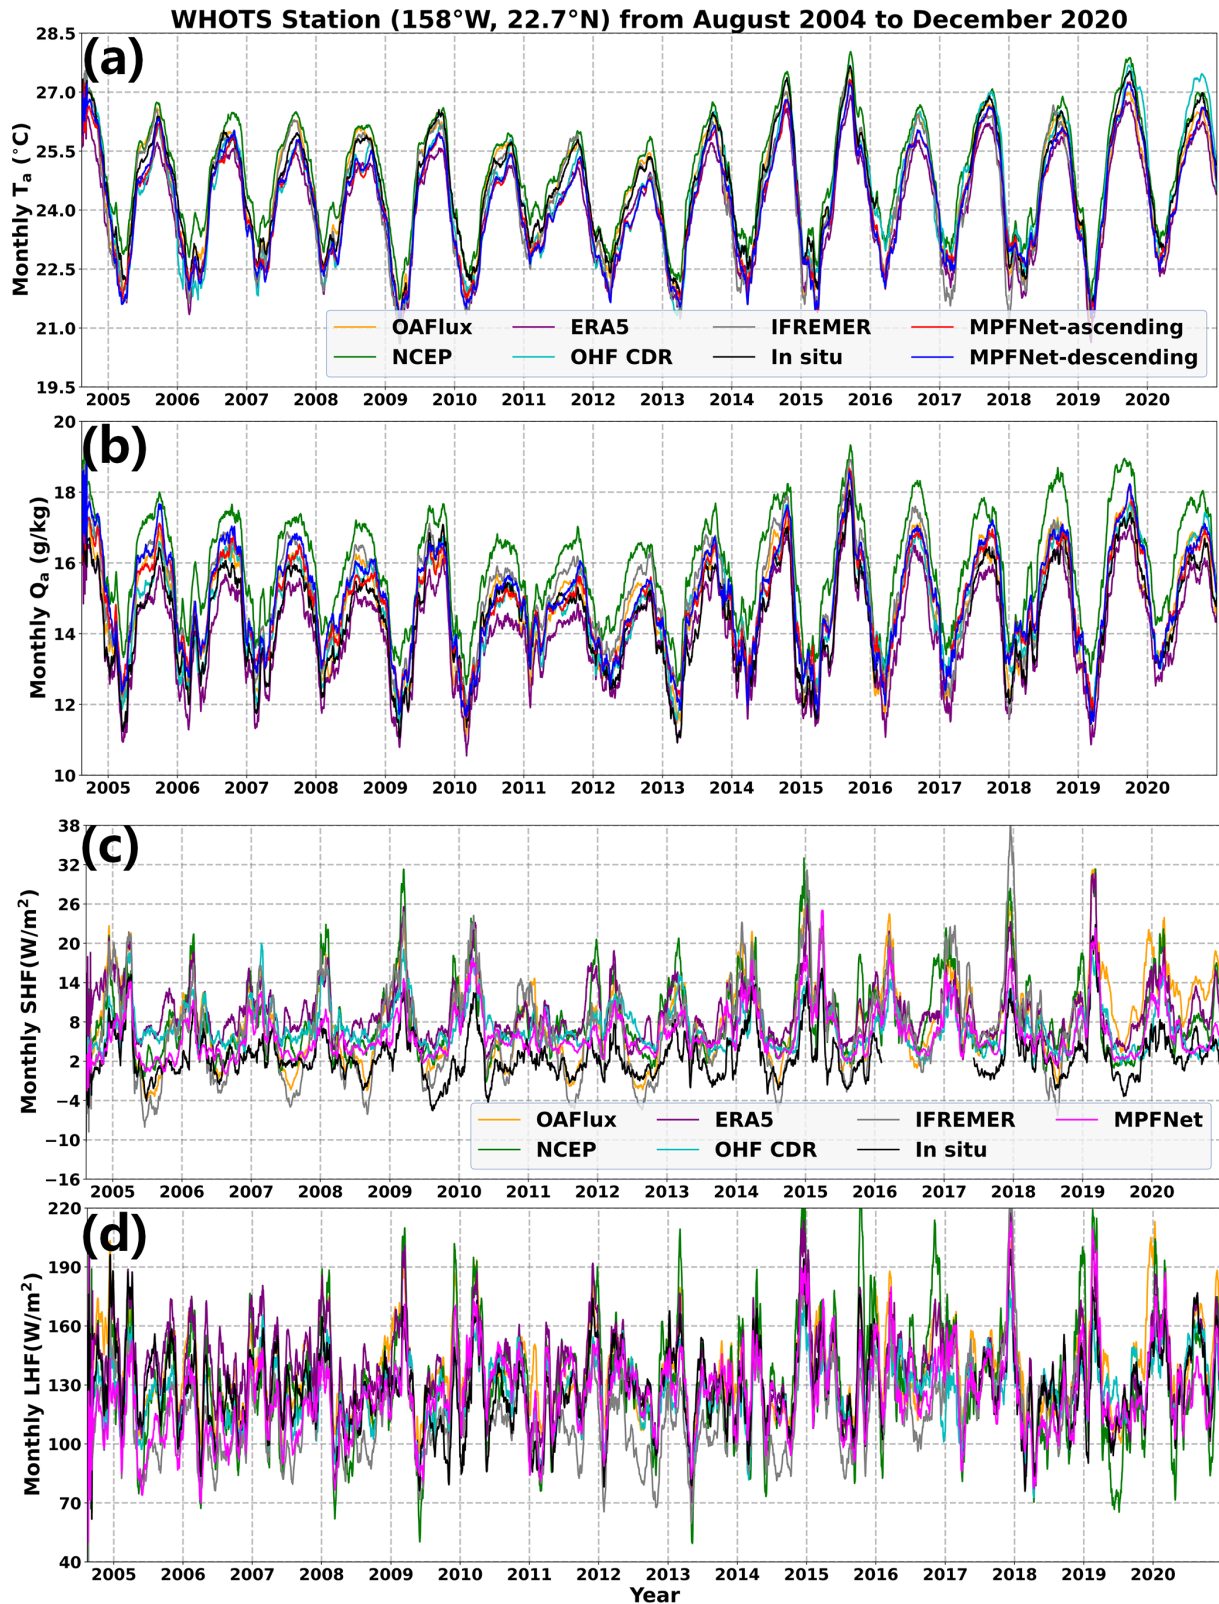 WHOTS Station (158°W, 22.7°N) from August 2004 to December 2020
(a)
Monthly Ta (°C)
28.5
27.0
25.5
24.0
22.5
21.0
19.5
OAFlux ERA5 IFREMER MPFNet-ascending
NCEP OHF CDR In situ MPFNet-descending
2005 2006 2007 2008 2009 2010 2011 2012 2013 2014 2015 2016 2017 2018 2019 2020
(b)
Monthly Qa (g/kg)
20
18
16
14
12
10
2005 2006 2007 2008 2009 2010 2011 2012 2013 2014 2015 2016 2017 2018 2019 2020
(c)
Monthly SHF(W/m²)
38
32
26
20
14
8
2
−4
−10
−16
OAFlux ERA5 IFREMER MPFNet
NCEP OHF CDR In situ
2005 2006 2007 2008 2009 2010 2011 2012 2013 2014 2015 2016 2017 2018 2019 2020
(d)
Monthly LHF(W/m²)
220
190
160
130
100
70
40
2005 2006 2007 2008 2009 2010 2011 2012 2013 2014 2015 2016 2017 2018 2019 2020
Year